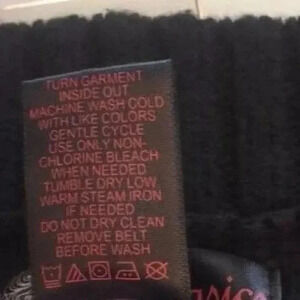 TURN GARMENT
INSIDE OUT
MACHINE WASH COLD
WITH LIKE COLORS
GENTLE CYCLE
USE ONLY NON-
CHLORINE BLEACH
WHEN NEEDED
TUMBLE DRY LOW
WARM STEAM IRON
IF NEEDED
DO NOT DRY CLEAN
REMOVE BELT
BEFORE WASH